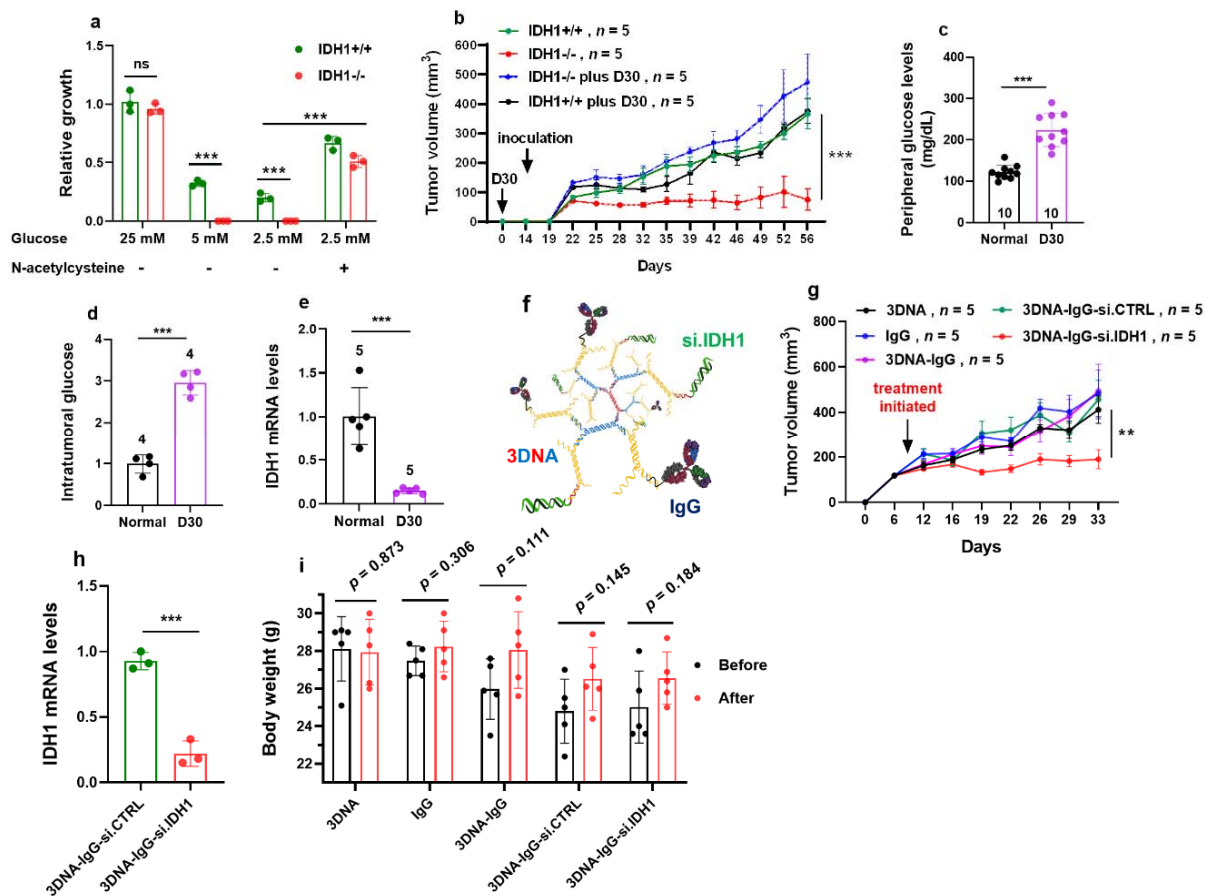 a
IDH1+/+
IDH1-/-
Relative growth
1.5
1.0
0.5
0.0
ns
***
***
***
Glucose
25 mM
5 mM
2.5 mM
2.5 mM
N-acetylcysteine
-
-
-
+
b
IDH1+/+ , n = 5
IDH1-/-, n = 5
IDH1-/- plus D30 , n = 5
IDH1+/+ plus D30 , n = 5
Tumor volume (mm3)
600
500
400
300
200
100
0
inoculation
D30
***
0 14 19 22 25 28 32 35 39 42 46 49 52 56
Days
c
Peripheral glucose levels
(mg/dL)
400
300
200
100
0
***
10
10
Normal
D30
d
Intratumoral glucose
4
3
2
1
0
***
4
4
Normal
D30
e
IDH1 mRNA levels
2.0
1.5
1.0
0.5
0.0
***
5
5
Normal
D30
f
si.IDH1
3DNA
IgG
g
3DNA , n = 5
IgG , n = 5
3DNA-IgG , n = 5
3DNA-IgG-si.CTRL , n = 5
3DNA-IgG-si.IDH1 , n = 5
Tumor volume (mm3)
800
600
400
200
0
treatment
initiated
**
0 6 12 16 19 22 26 29 33
Days
h
IDH1 mRNA levels
1.5
1.0
0.5
0.0
***
3DNA-IgG-si.CTRL
3DNA-IgG-si.IDH1
i
p = 0.873
p = 0.306
p = 0.111
p = 0.145
p = 0.184
Body weight (g)
30
28
26
24
22
Before
After
3DNA
IgG
3DNA-IgG
3DNA-IgG-si.CTRL
3DNA-IgG-si.IDH1